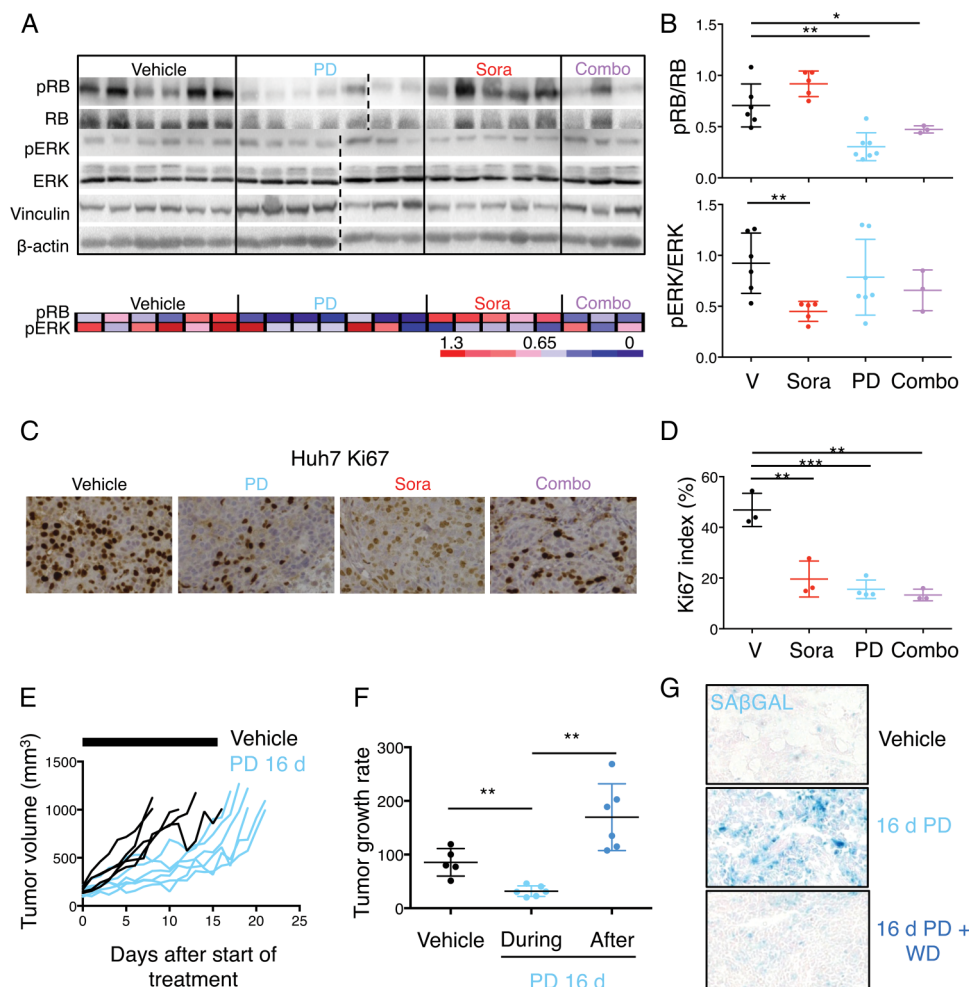 A
Vehicle PD Sora Combo
pRB
RB
pERK
ERK
Vinculin
β-actin
Vehicle PD Sora Combo
pRB
pERK
1.3 0.65 0
B
* 
**
1.5
1.0
0.5
0.0
pRB/RB
**
1.5
1.0
0.5
0.0
pERK/ERK
V Sora PD Combo
C
Huh7 Ki67
Vehicle PD Sora Combo
D
**
***
**
60
40
20
0
Ki67 index (%)
V Sora PD Combo
E
Vehicle
PD 16 d
1500
1000
500
0
Tumor volume (mm³)
0 5 10 15 20 25
Days after start of
treatment
F
300
200
100
0
Tumor growth rate
** **
Vehicle During After
PD 16 d
G
SAβGAL
Vehicle
16 d PD
16 d PD +
WD